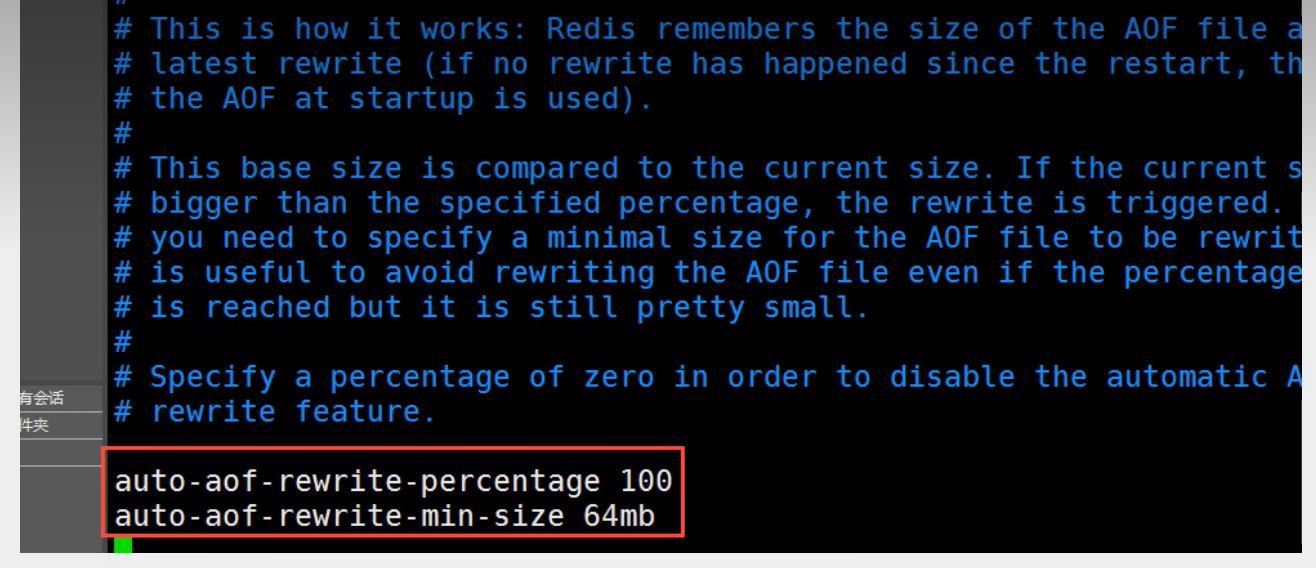 #
# This is how it works: Redis remembers the size of the AOF file a
# latest rewrite (if no rewrite has happened since the restart, th
# the AOF at startup is used).
#
# This base size is compared to the current size. If the current s
# bigger than the specified percentage, the rewrite is triggered.
# you need to specify a minimal size for the AOF file to be rewrit
# is useful to avoid rewriting the AOF file even if the percentage
# is reached but it is still pretty small.
#
# Specify a percentage of zero in order to disable the automatic A
有会话
# rewrite feature.
件夹
auto-aof-rewrite-percentage 100
auto-aof-rewrite-min-size 64mb